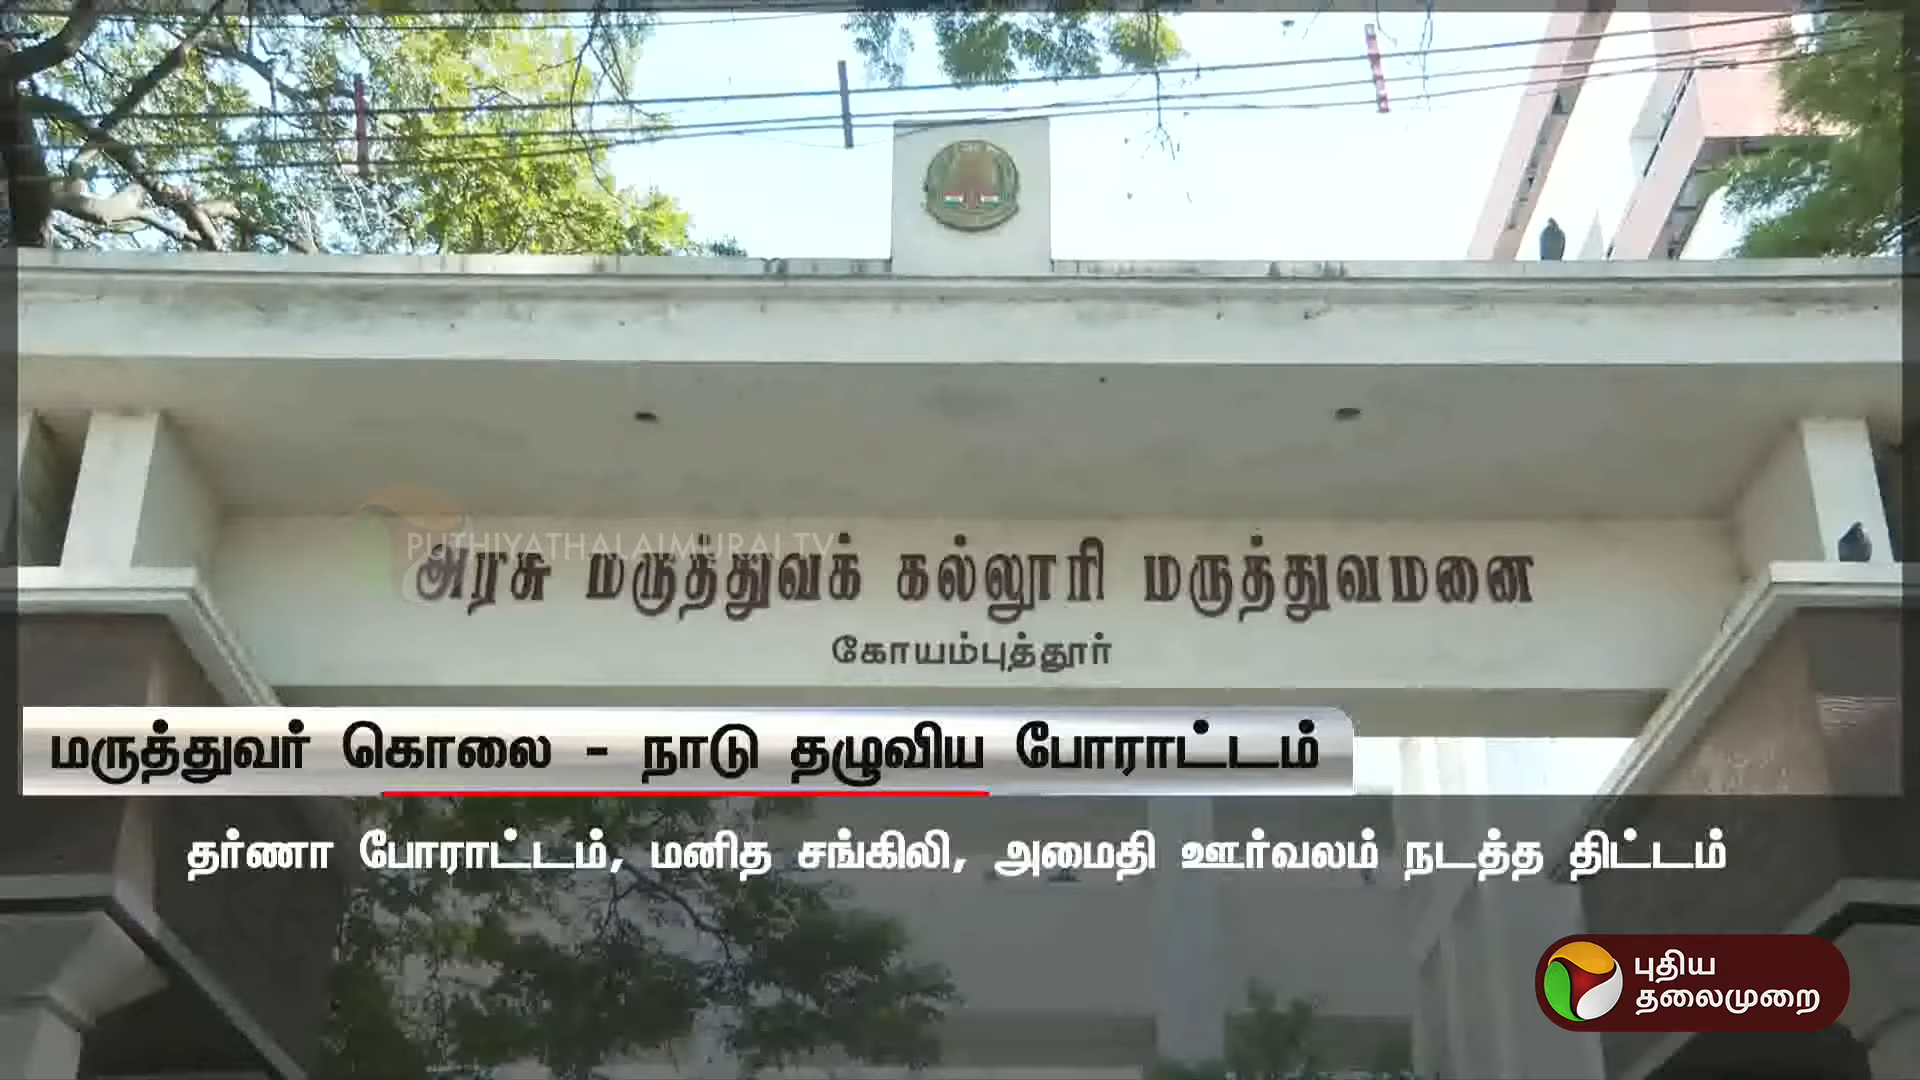 PUTHIYATHALAIMURAI TV
அரசு மருத்துவக் கல்லூரி மருத்துவமனை
கோயம்புத்தூர்
மருத்துவர் கொலை - நாடு தழுவிய போராட்டம்
தர்ணா போராட்டம், மனித சங்கிலி, அமைதி ஊர்வலம் நடத்த திட்டம்
புதிய
தலைமுறை